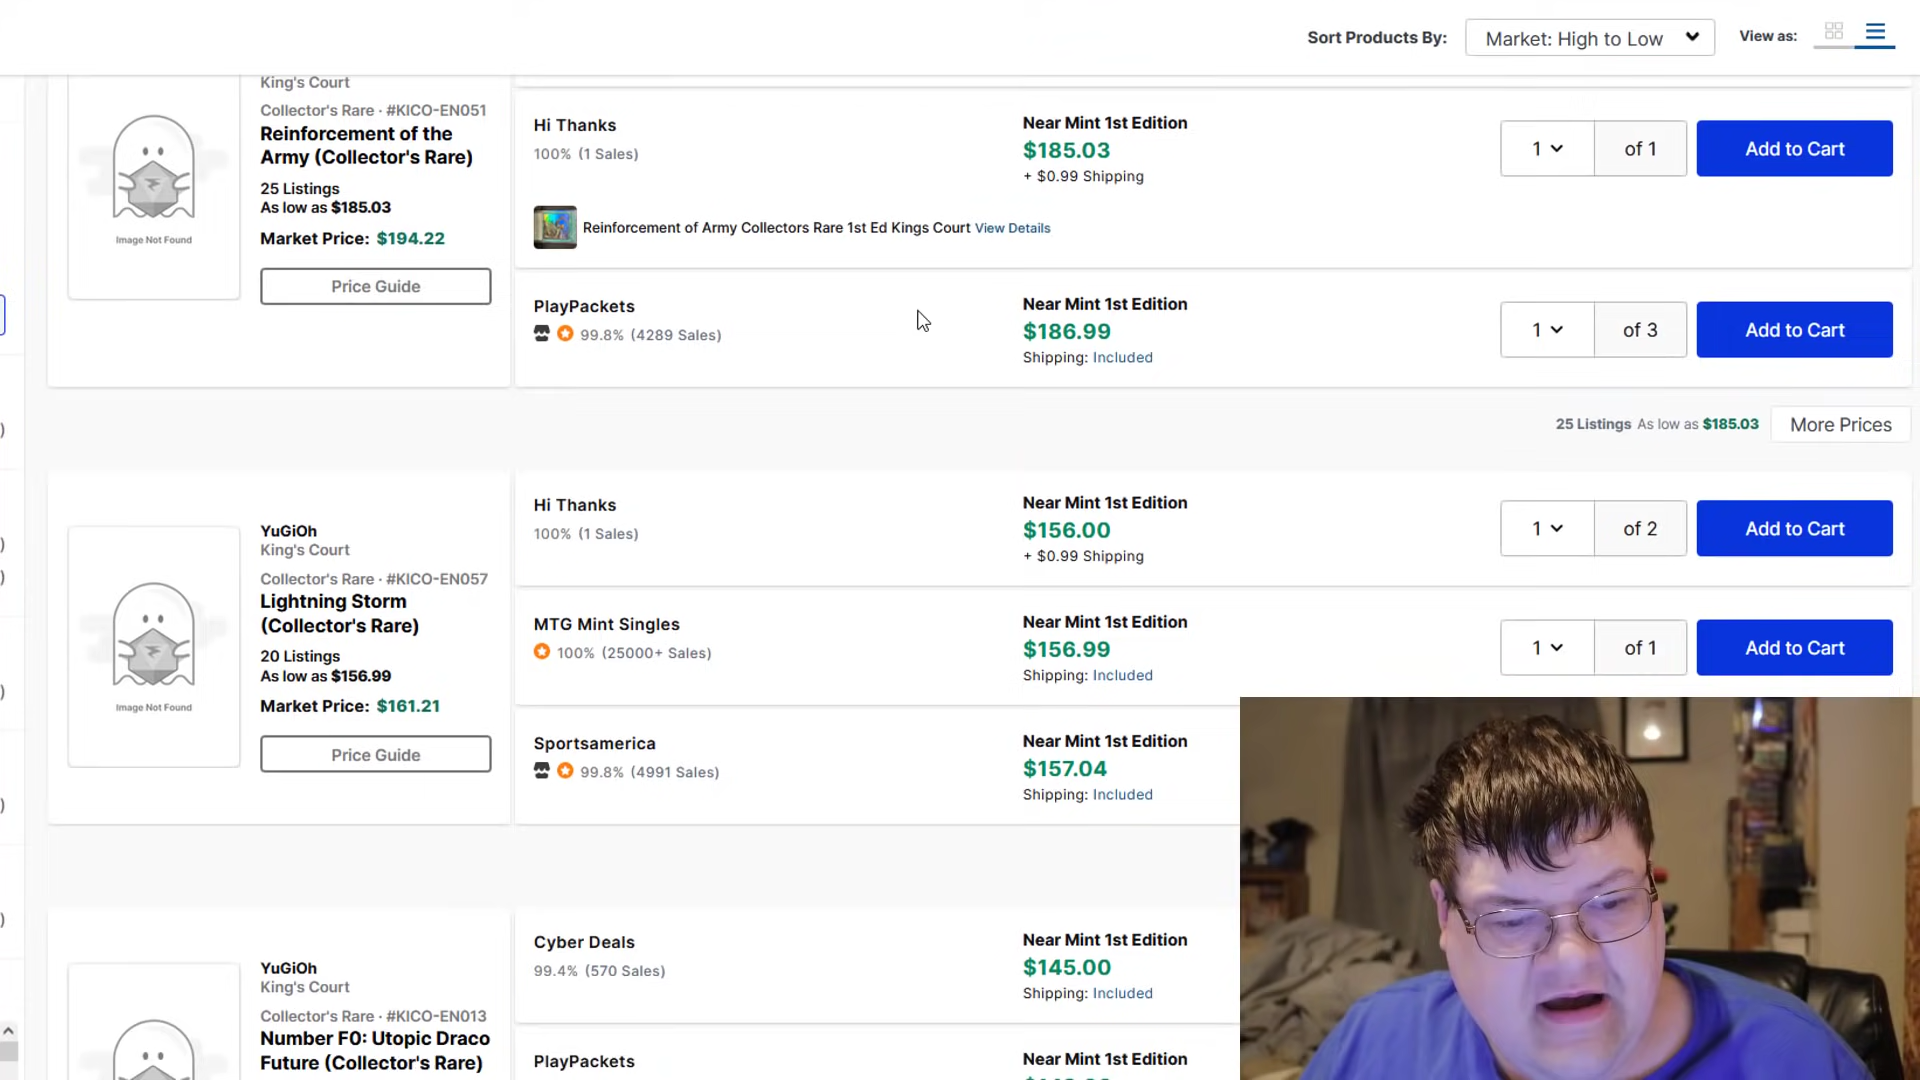 Sort Products By:
Market: High to Low
View as:
King's Court
Collector's Rare · #KICO-EN051
Reinforcement of the
Army (Collector's Rare)
25 Listings
As low as $185.03
Market Price: $194.22
Price Guide
Image Not Found
Hi Thanks
100% (1 Sales)
Near Mint 1st Edition
$185.03
+ $0.99 Shipping
1
of 1
Add to Cart
Reinforcement of Army Collectors Rare 1st Ed Kings Court View Details
PlayPackets
99.8% (4289 Sales)
Near Mint 1st Edition
$186.99
Shipping: Included
1
of 3
Add to Cart
25 Listings As low as $185.03
More Prices
YuGiOh
King's Court
Collector's Rare · #KICO-EN057
Lightning Storm
(Collector's Rare)
20 Listings
As low as $156.99
Market Price: $161.21
Price Guide
Image Not Found
Hi Thanks
100% (1 Sales)
Near Mint 1st Edition
$156.00
+ $0.99 Shipping
1
of 2
Add to Cart
MTG Mint Singles
100% (25000+ Sales)
Near Mint 1st Edition
$156.99
Shipping: Included
1
of 1
Add to Cart
Sportsamerica
99.8% (4991 Sales)
Near Mint 1st Edition
$157.04
Shipping: Included
YuGiOh
King's Court
Collector's Rare · #KICO-EN013
Number F0: Utopic Draco
Future (Collector's Rare)
Cyber Deals
99.4% (570 Sales)
Near Mint 1st Edition
$145.00
Shipping: Included
PlayPackets
Near Mint 1st Edition